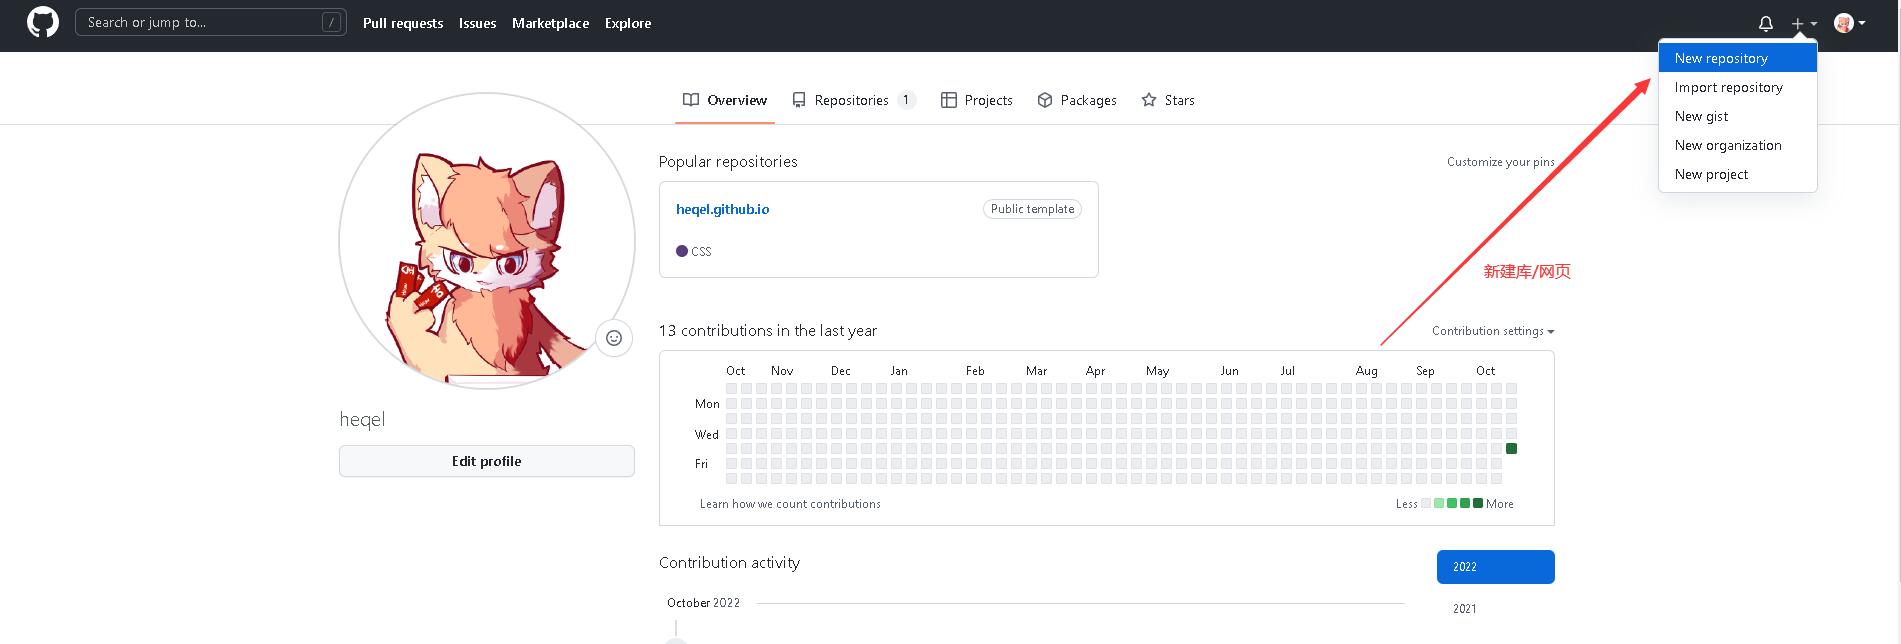 Search or jump to... /
Pull requests Issues Marketplace Explore
New repository
Import repository
New gist
New organization
New project
Overview Repositories 1 Projects Packages Stars
Popular repositories
Customize your pins
heqel.github.io Public template
CSS
新建库/网页
13 contributions in the last year
Contribution settings
Oct Nov Dec Jan Feb Mar Apr May Jun Jul Aug Sep Oct
Mon
Wed
Fri
Learn how we count contributions
Less More
heqel
Edit profile
Contribution activity
2022
October 2022
2021